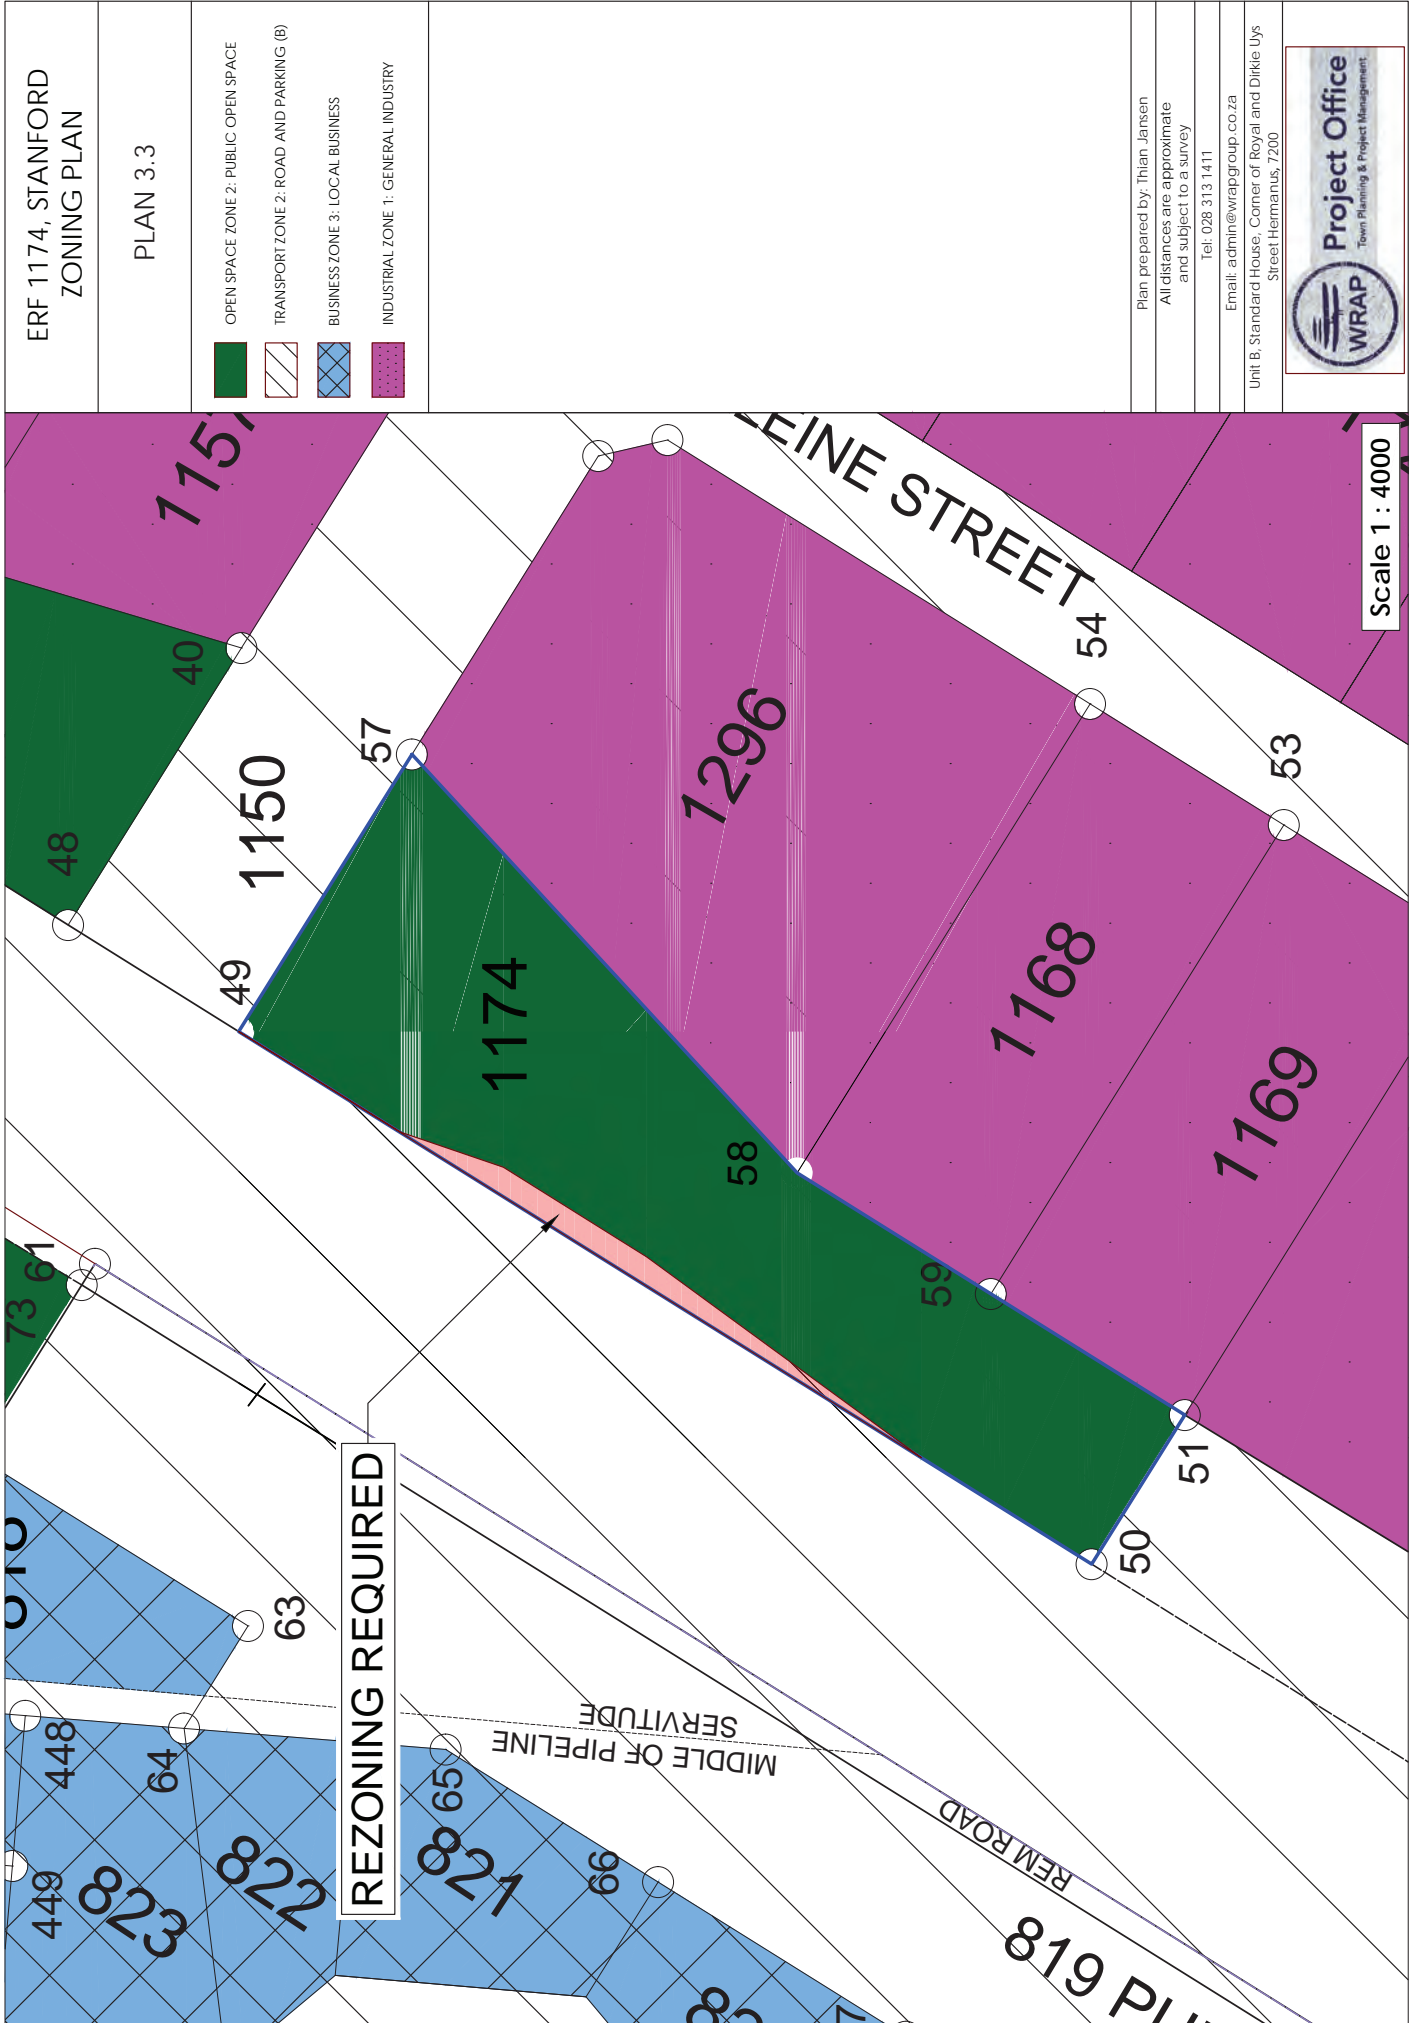 ERF 1174, STANFORD
ZONING PLAN
PLAN 3.3
OPEN SPACE ZONE 2: PUBLIC OPEN SPACE
TRANSPORT ZONE 2: ROAD AND PARKING (B)
BUSINESS ZONE 3: LOCAL BUSINESS
INDUSTRIAL ZONE 1: GENERAL INDUSTRY
Plan prepared by: Thian Jansen
All distances are approximate
and subject to a survey
Tel: 028 313 1411
Email: admin@wrapgroup.co.za
Unit B, Standard House, Corner of Royal and Dirkie Uys
Street Hermanus, 7200
WRAP
Project Office
Town Planning & Project Management
Scale 1 : 4000
1157
40
48
1150
57
49
1174
1296
EINE STREET
54
53
1168
1169
58
59
51
50
61
73
REZONING REQUIRED
63
448
64
449
65
66
823
822
821
MIDDLE OF PIPELINE
SERVITUDE
REM ROAD
819